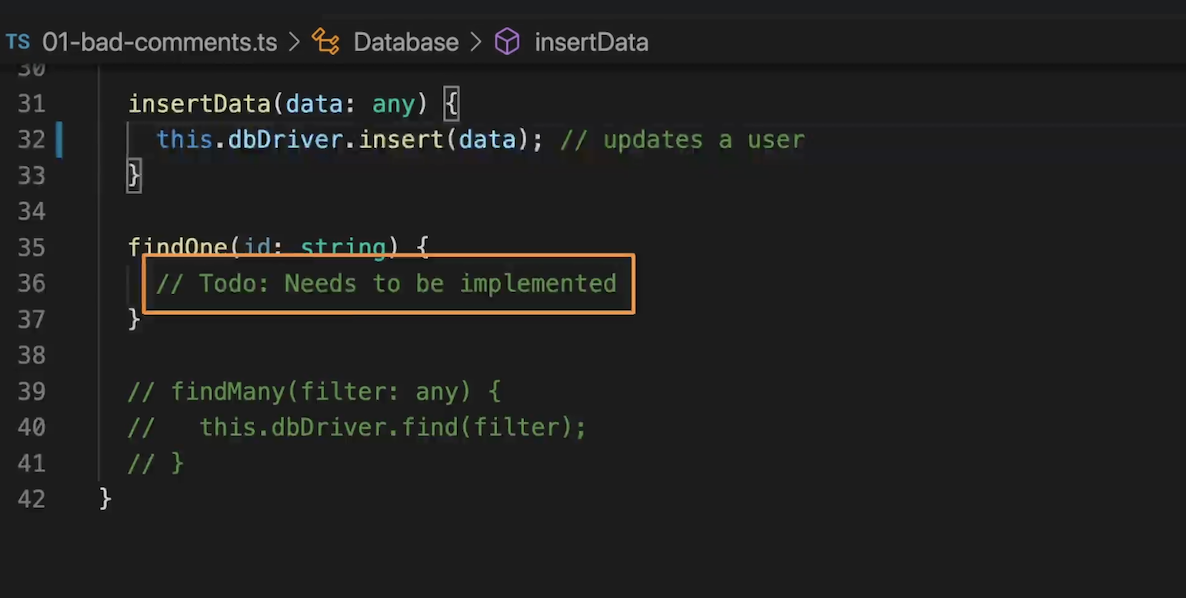 TS 01-bad-comments.ts > Database > insertData
30
31 insertData(data: any) {
32 this.dbDriver.insert(data); // updates a user
33 }
34
35 findOne(id: string) {
36 // Todo: Needs to be implemented
37 }
38
39 // findMany(filter: any) {
40 //   this.dbDriver.find(filter);
41 // }
42 }